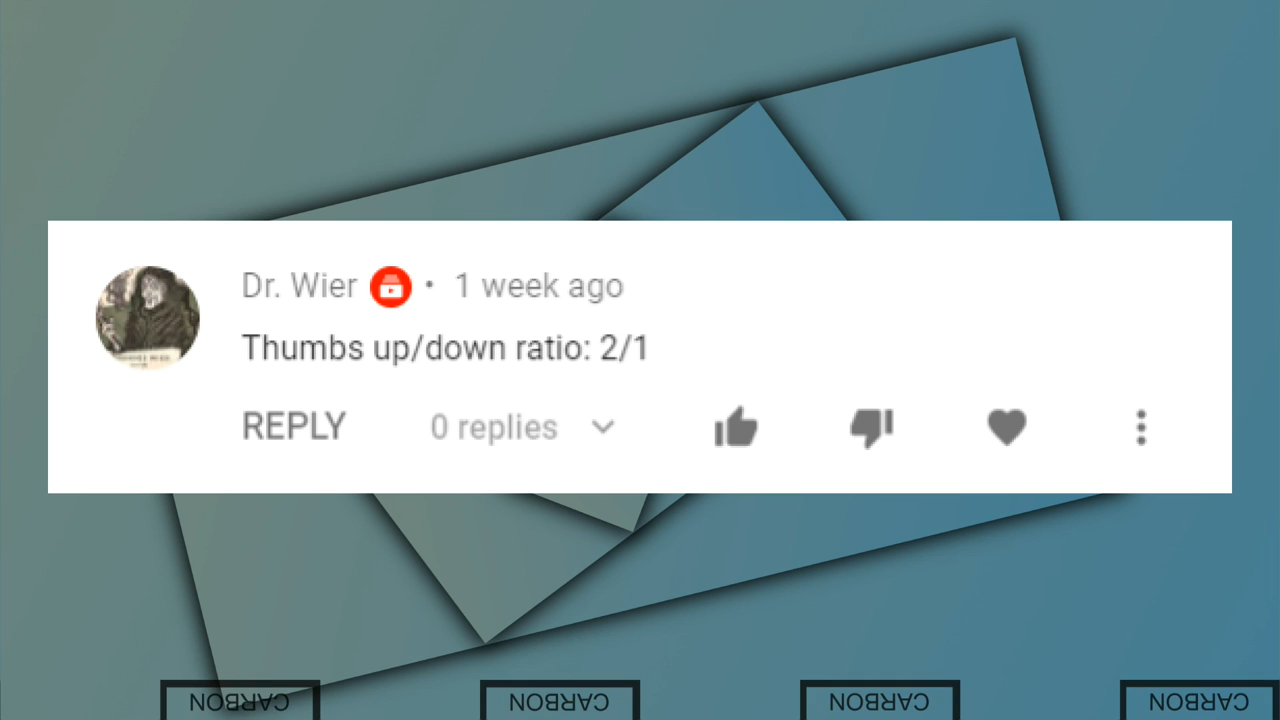 Dr. Wier • 1 week ago
Thumbs up/down ratio: 2/1
REPLY 0 replies
CARBON CARBON CARBON CARBON